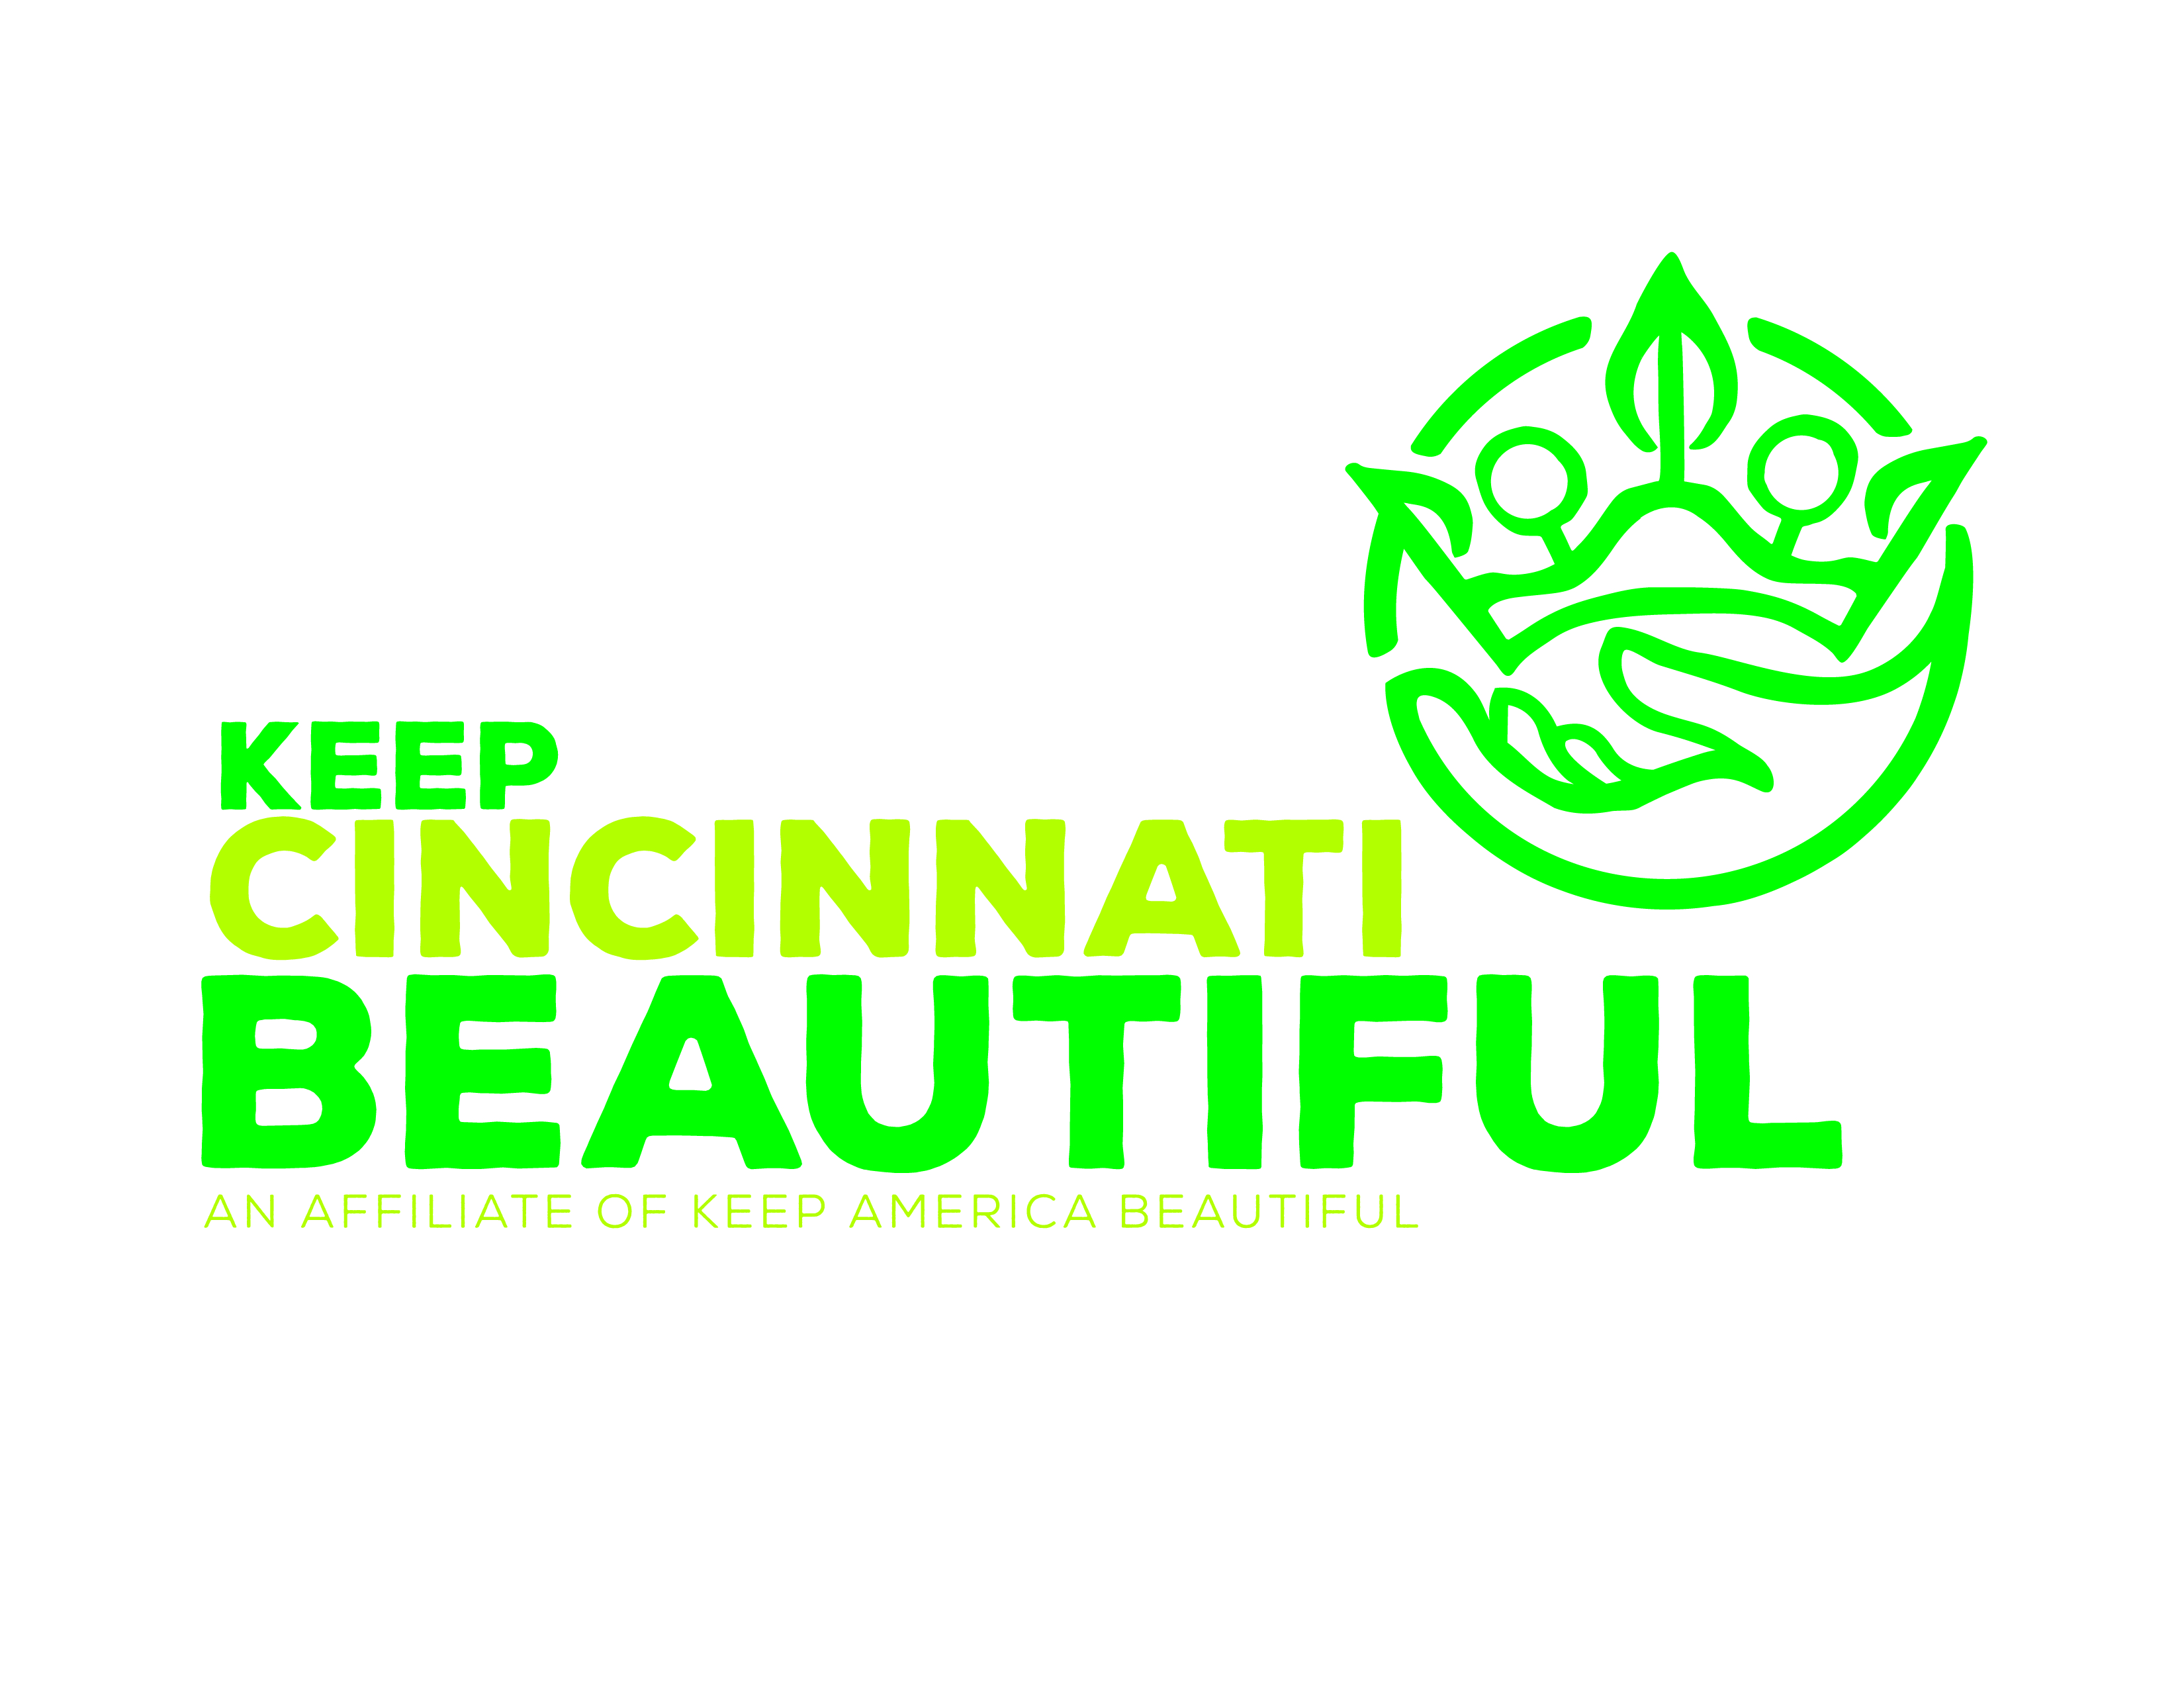 KEEP
CINCINNATI
BEAUTIFUL
AN AFFILIATE OF KEEP AMERICA BEAUTIFUL